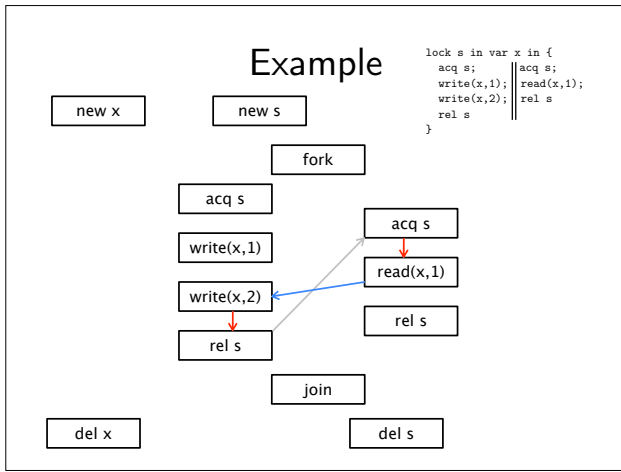 Example
lock s in var x in {
acq s; acq s;
write(x,1); read(x,1);
write(x,2); rel s
rel s
}
new x new s
fork
acq s
acq s
write(x,1)
read(x,1)
write(x,2)
rel s
rel s
join
del x del s